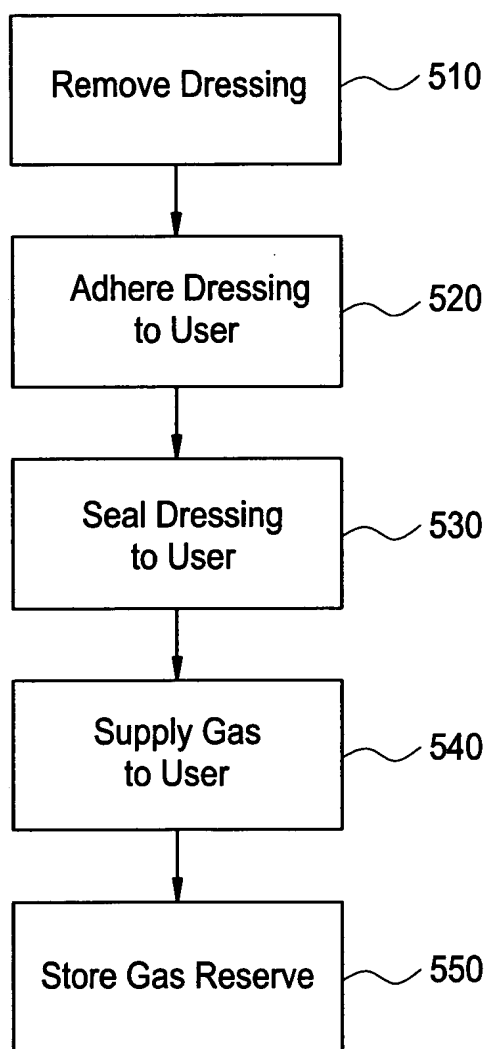 Remove Dressing
510
Adhere Dressing
to User
520
Seal Dressing
to User
530
Supply Gas
to User
540
Store Gas Reserve
550